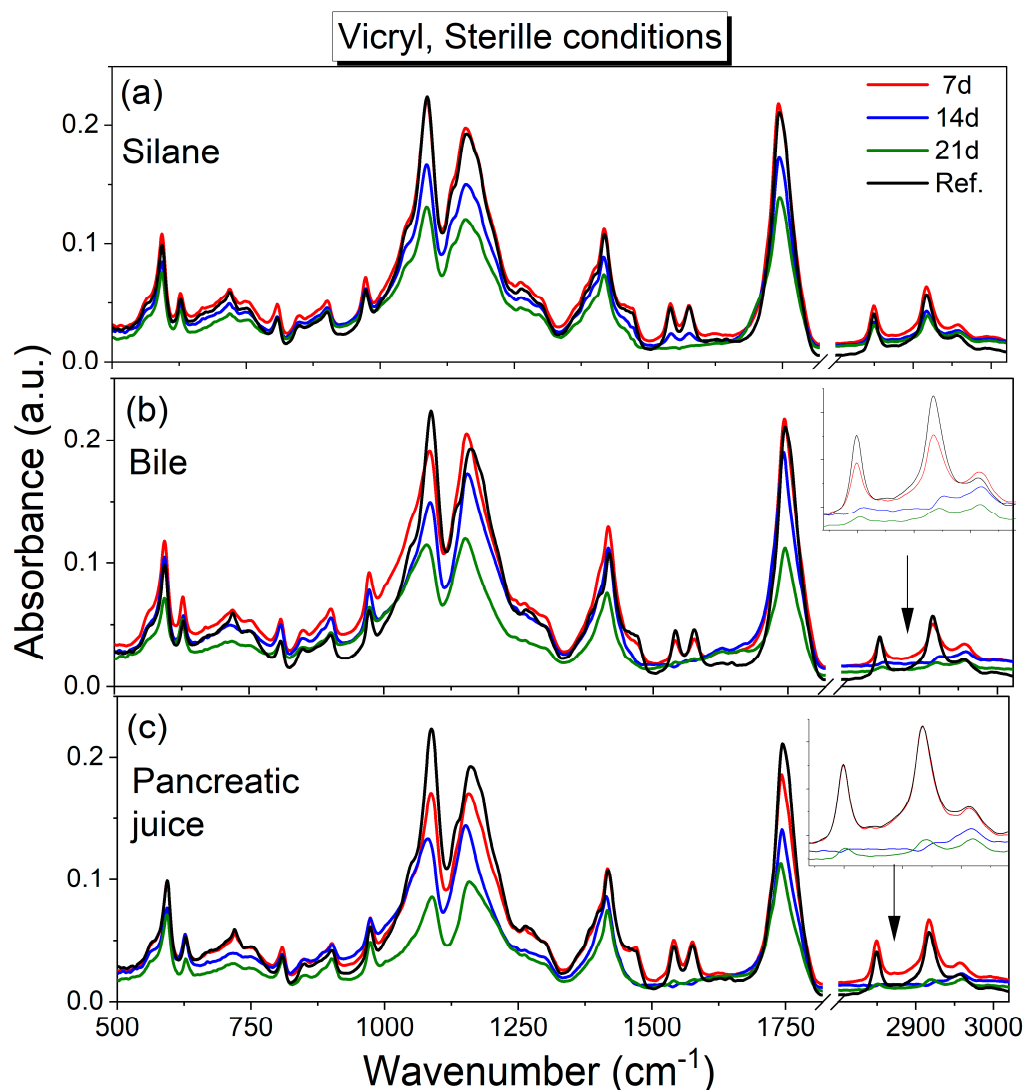 Vicryl, Sterille conditions
(a)
Silane
7d
14d
21d
Ref.
0.2
0.1
0.0
(b)
Bile
0.2
0.1
0.0
(c)
Pancreatic
juice
0.2
0.1
0.0
500 750 1000 1250 1500 1750 2900 3000
Absorbance (a.u.)
Wavenumber (cm⁻¹)